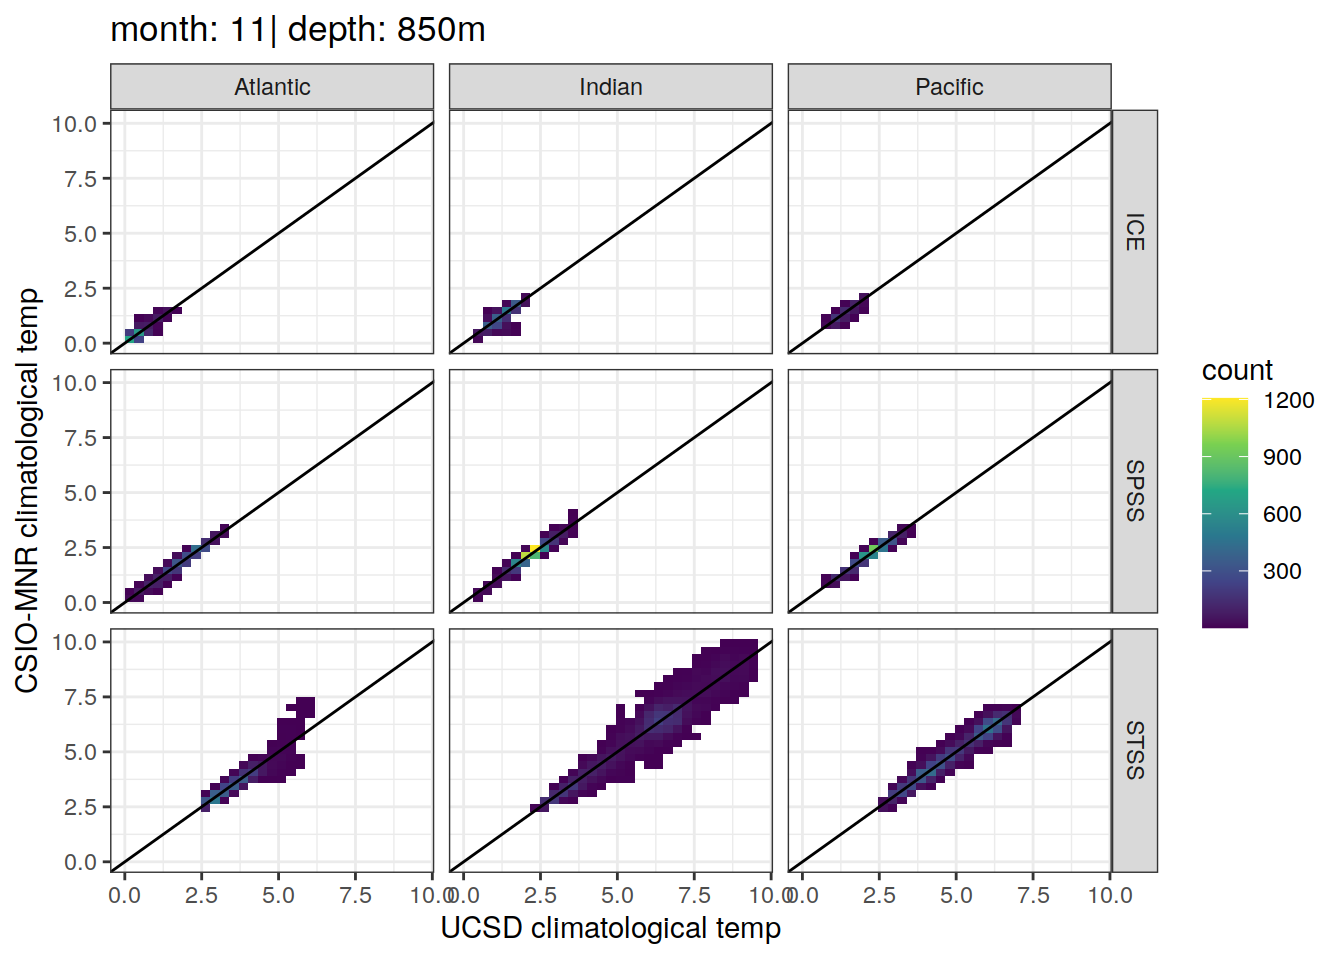 month: 11| depth: 850m
Atlantic
Indian
Pacific
10.0
7.5
5.0
2.5
0.0
ICE
10.0
7.5
5.0
2.5
0.0
SPSS
10.0
7.5
5.0
2.5
0.0
STSS
0.0 2.5 5.0 7.5 10.0
0.0 2.5 5.0 7.5 10.0
0.0 2.5 5.0 7.5 10.0
UCSD climatological temp
CSIO-MNR climatological temp
count
1200
900
600
300